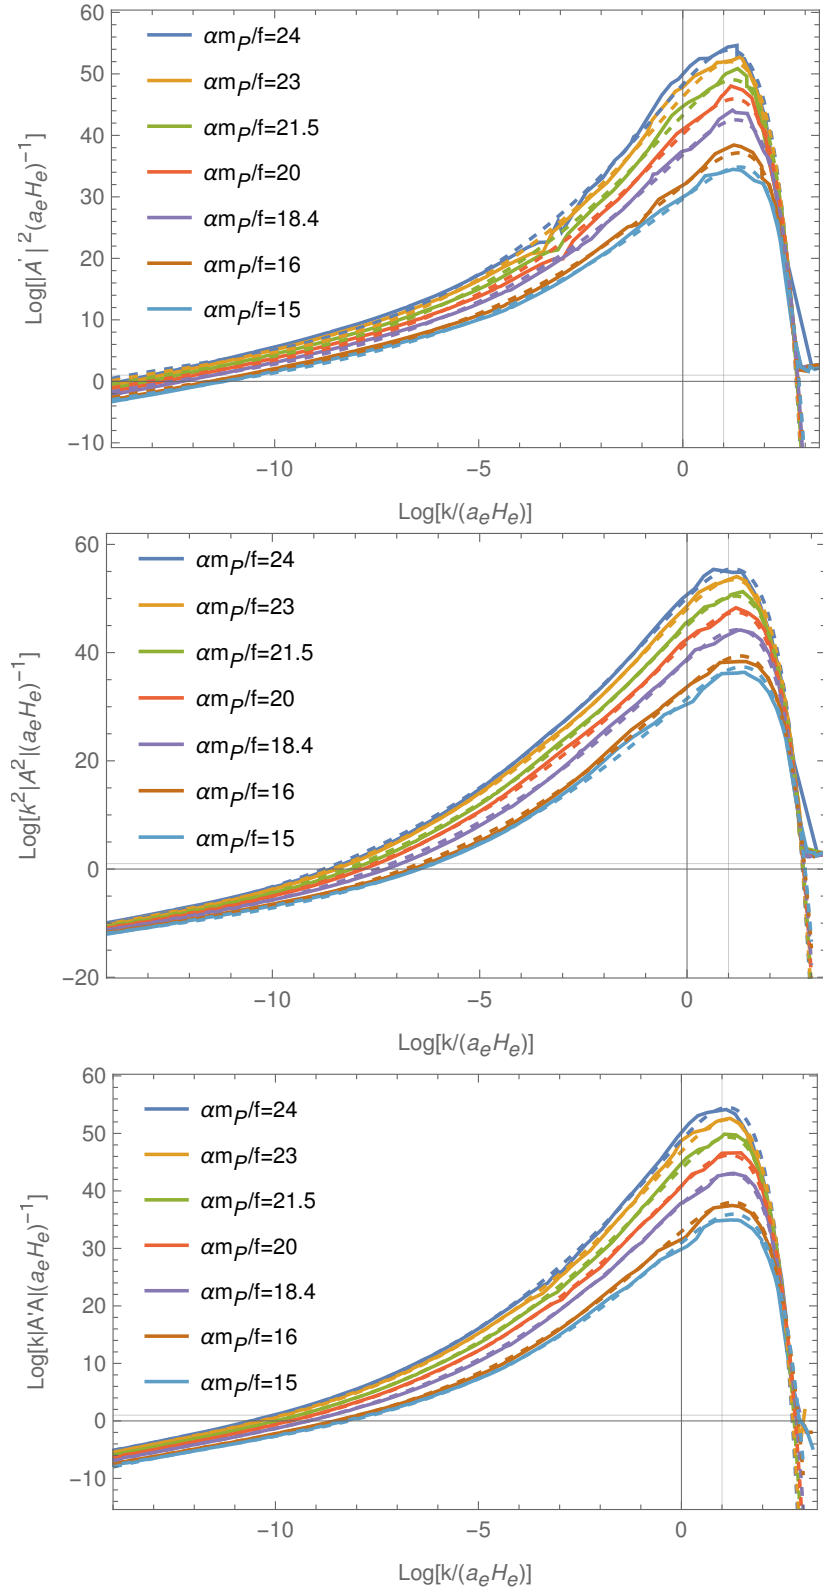 60
50
40
30
20
10
0
−10
Log[|A′|²(aₑHₑ)⁻¹]
αm_P/f=24
αm_P/f=23
αm_P/f=21.5
αm_P/f=20
αm_P/f=18.4
αm_P/f=16
αm_P/f=15
−10 −5 0
Log[k/(aₑHₑ)]
60
40
20
0
−20
Log[k²|A²|(aₑHₑ)⁻¹]
αm_P/f=24
αm_P/f=23
αm_P/f=21.5
αm_P/f=20
αm_P/f=18.4
αm_P/f=16
αm_P/f=15
−10 −5 0
Log[k/(aₑHₑ)]
60
50
40
30
20
10
0
−10
Log[k|A'A|(aₑHₑ)⁻¹]
αm_P/f=24
αm_P/f=23
αm_P/f=21.5
αm_P/f=20
αm_P/f=18.4
αm_P/f=16
αm_P/f=15
−10 −5 0
Log[k/(aₑHₑ)]